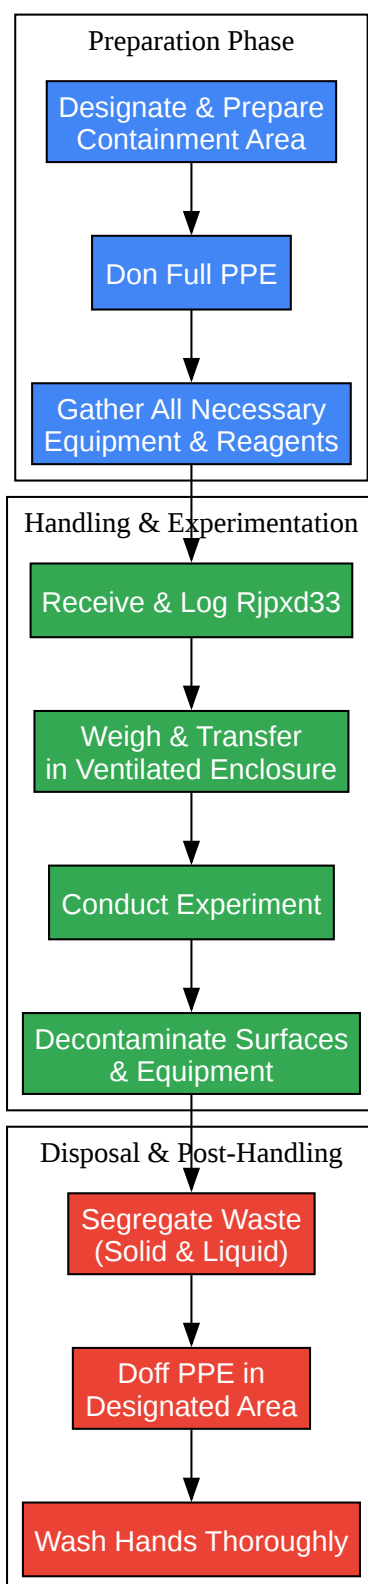 Preparation Phase
Designate & Prepare
Containment Area
Don Full PPE
Gather All Necessary
Equipment & Reagents
Handling & Experimentation
Receive & Log Rjpxd33
Weigh & Transfer
in Ventilated Enclosure
Conduct Experiment
Decontaminate Surfaces
& Equipment
Disposal & Post-Handling
Segregate Waste
(Solid & Liquid)
Doff PPE in
Designated Area
Wash Hands Thoroughly